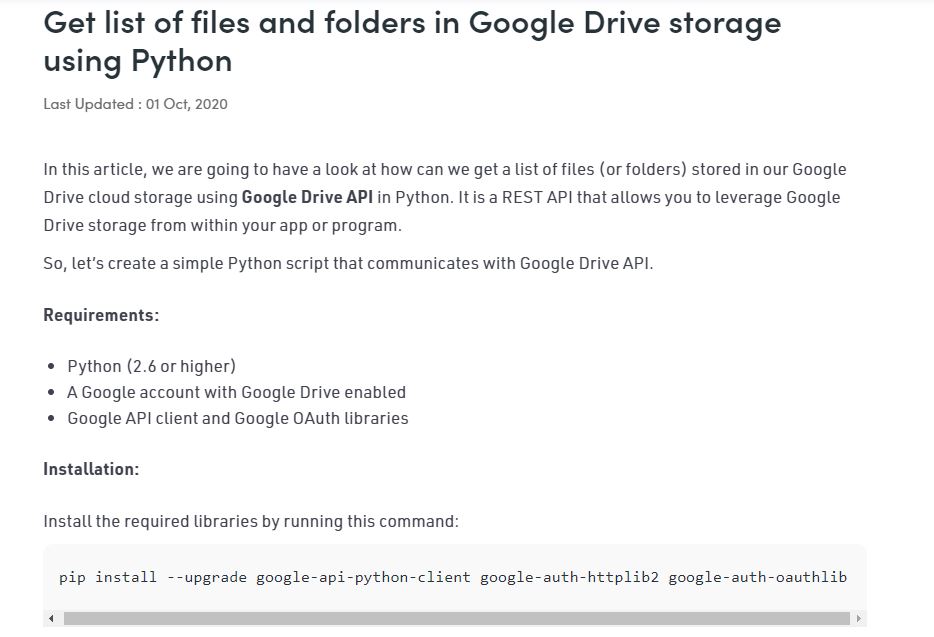 Get list of files and folders in Google Drive storage
using Python
Last Updated : 01 Oct, 2020
In this article, we are going to have a look at how can we get a list of files (or folders) stored in our Google
Drive cloud storage using Google Drive API in Python. It is a REST API that allows you to leverage Google
Drive storage from within your app or program.
So, let’s create a simple Python script that communicates with Google Drive API.
Requirements:
• Python (2.6 or higher)
• A Google account with Google Drive enabled
• Google API client and Google OAuth libraries
Installation:
Install the required libraries by running this command:
pip install --upgrade google-api-python-client google-auth-httplib2 google-auth-oauthlib